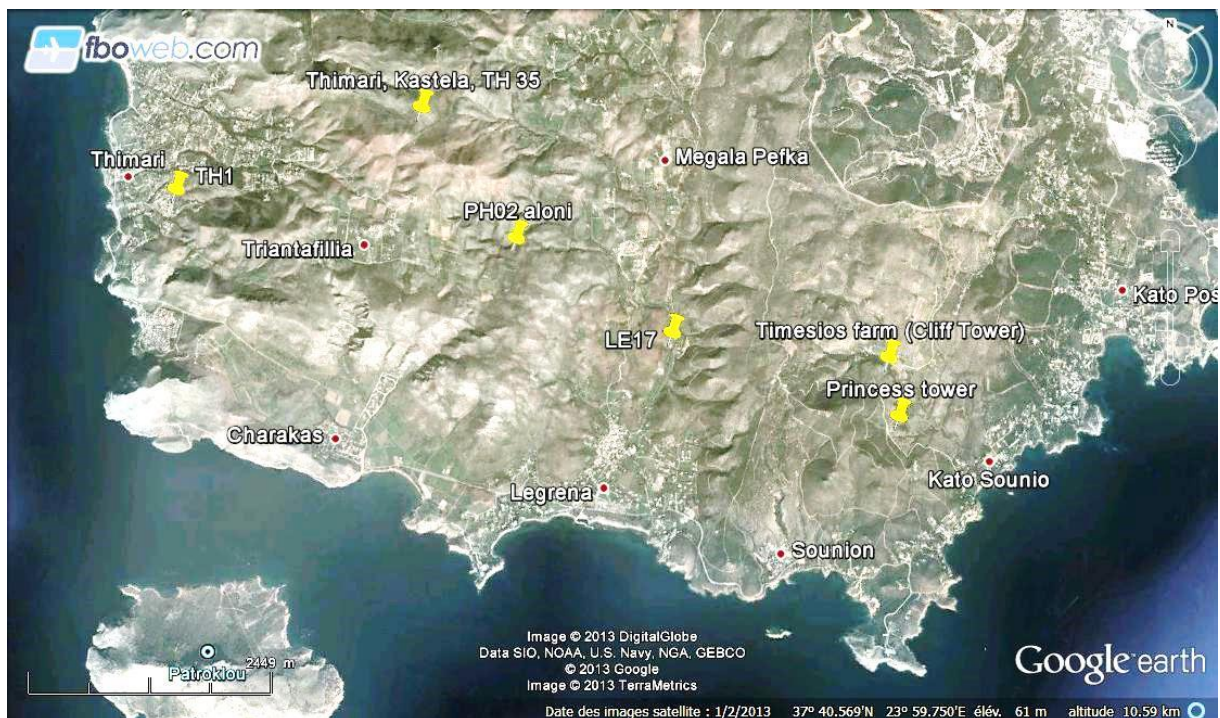 fboweb.com
N
Thimari, Kastela, TH 35
Thimari
TH1
Megala Pefka
PH02 aloni
Triantafillia
Kato Pos
LE17
Timesios farm (Cliff Tower)
Princess tower
Charakas
Legrena
Kato Sounio
Sounion
Patroklou
2449 m
Image © 2013 DigitalGlobe
Data SIO, NOAA, U.S. Navy, NGA, GEBCO
© 2013 Google
Image © 2013 TerraMetrics
Google earth
Date des images satellite : 1/2/2013 37° 40.569'N 23° 59.750'E élév. 61 m altitude 10.59 km